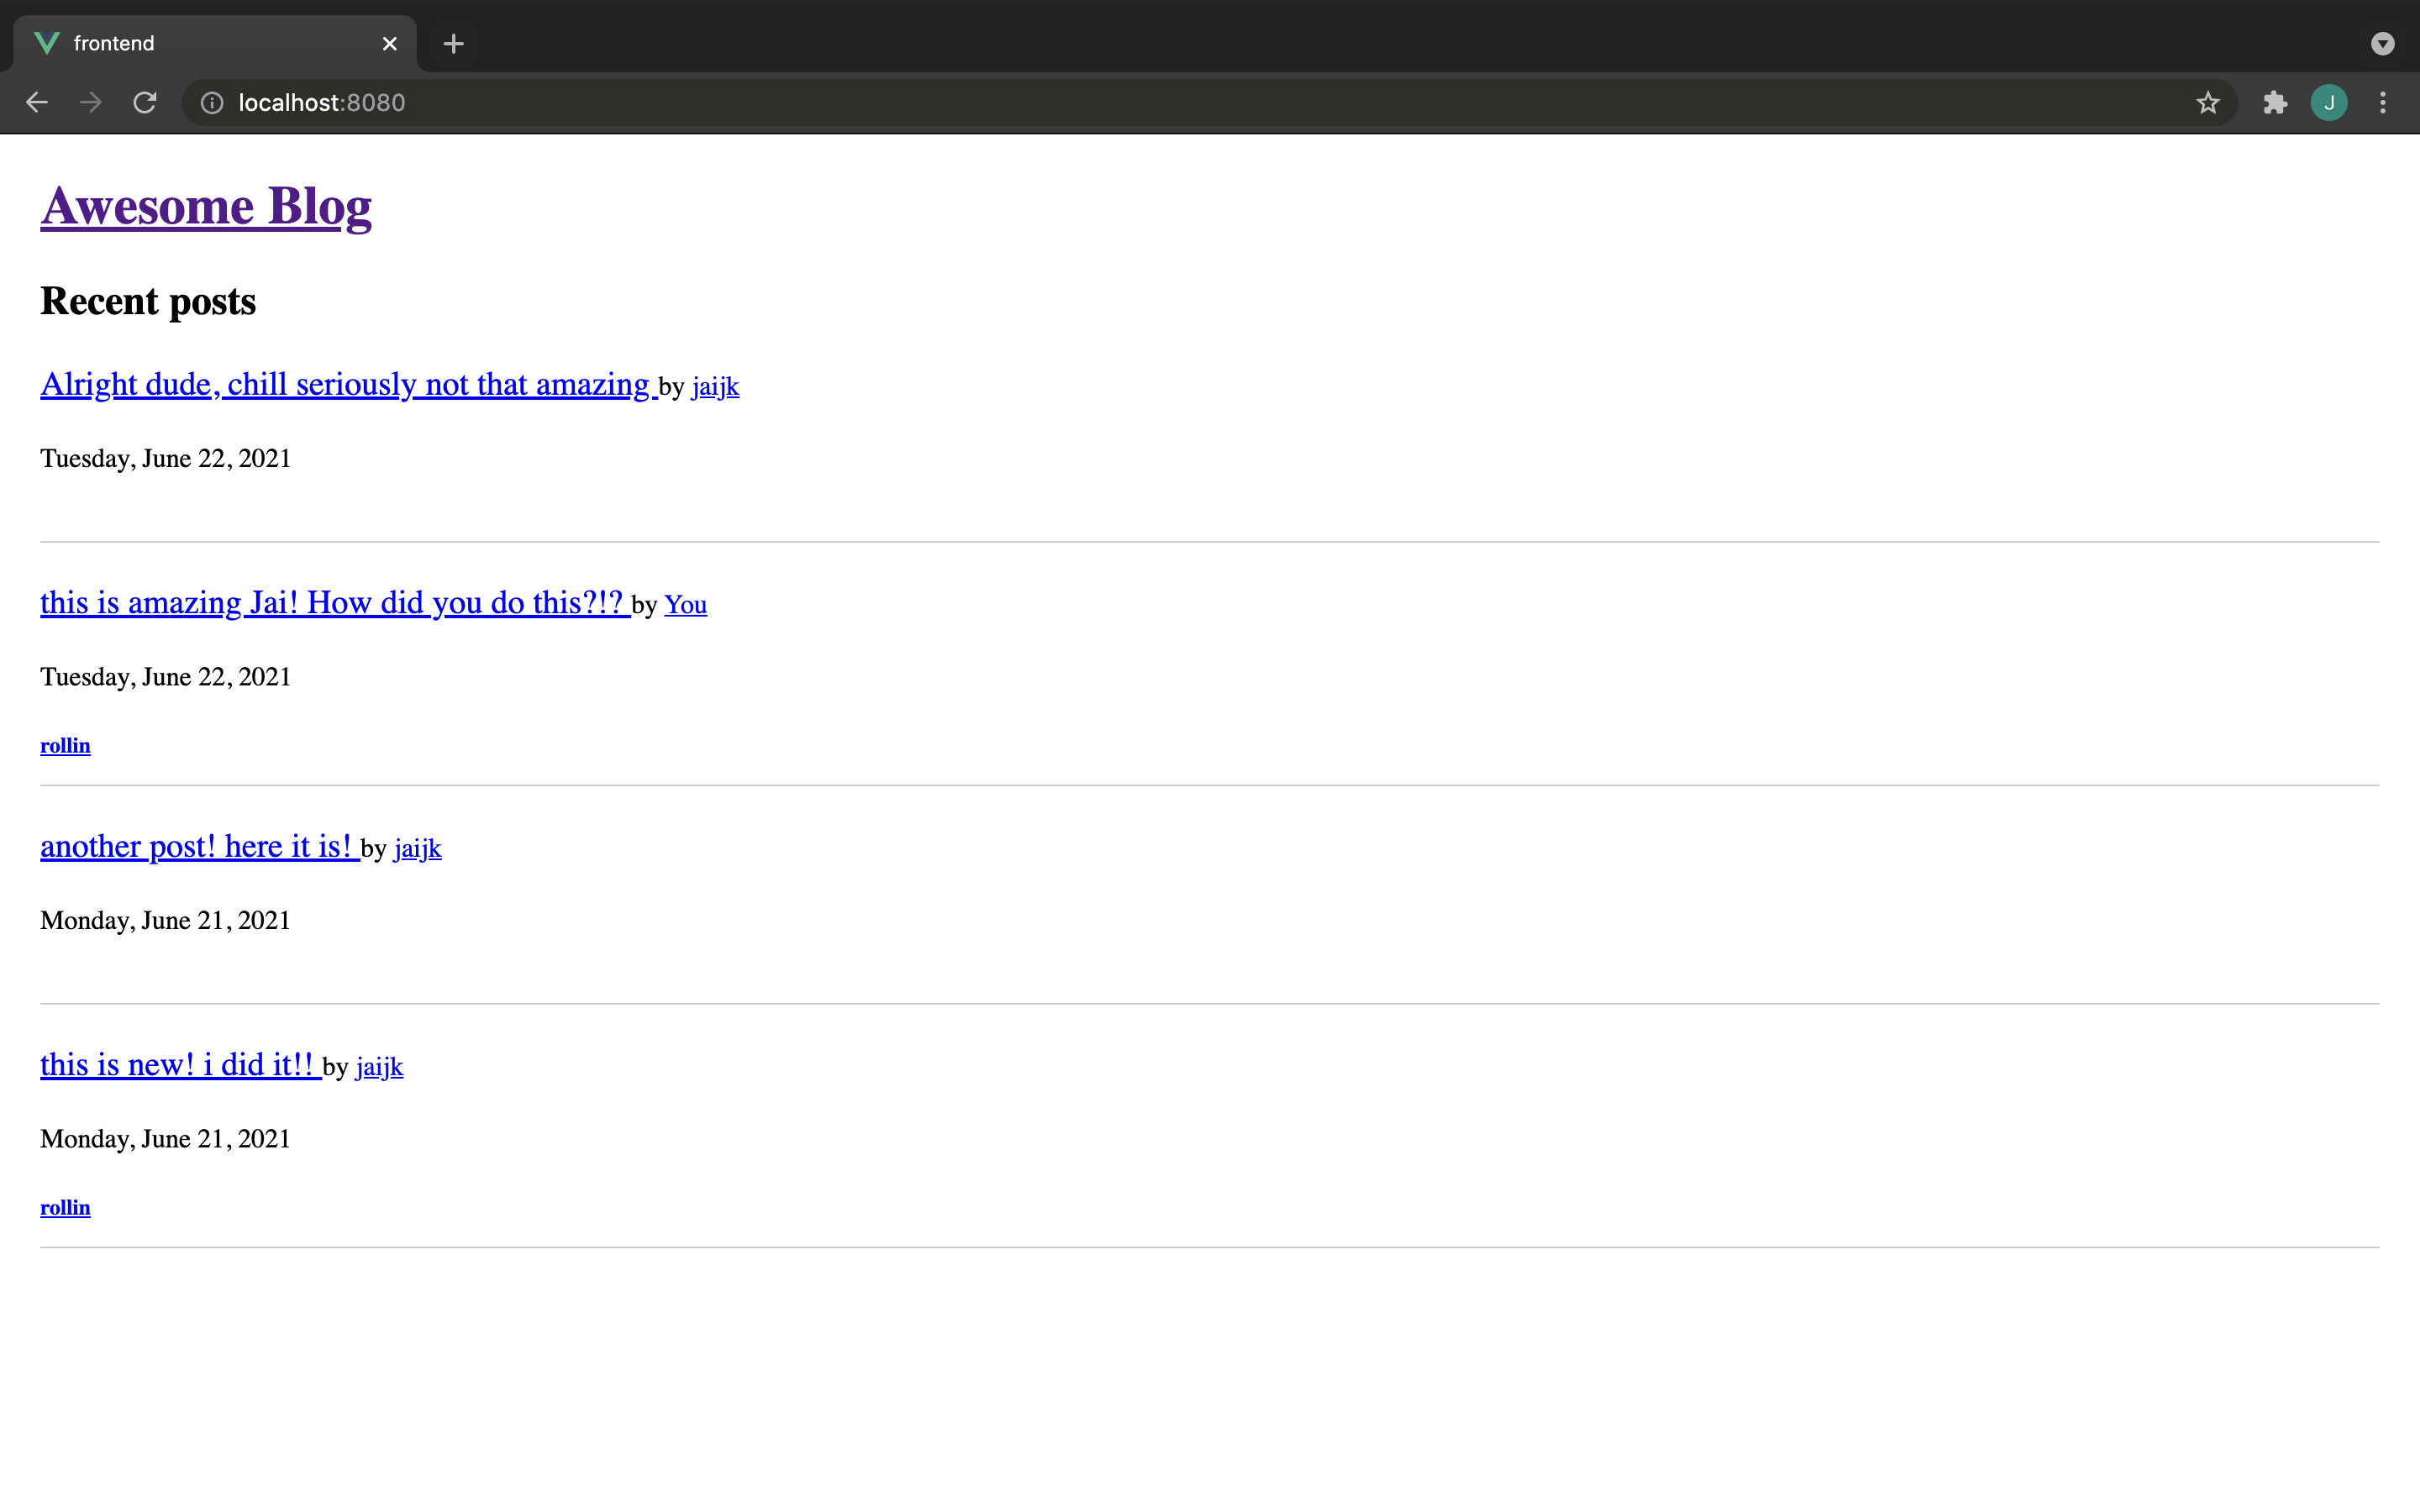 frontend
localhost:8080
J
Awesome Blog
Recent posts
Alright dude, chill seriously not that amazing by jaijk
Tuesday, June 22, 2021
this is amazing Jai! How did you do this?!? by You
Tuesday, June 22, 2021
rollin
another post! here it is! by jaijk
Monday, June 21, 2021
this is new! i did it!! by jaijk
Monday, June 21, 2021
rollin